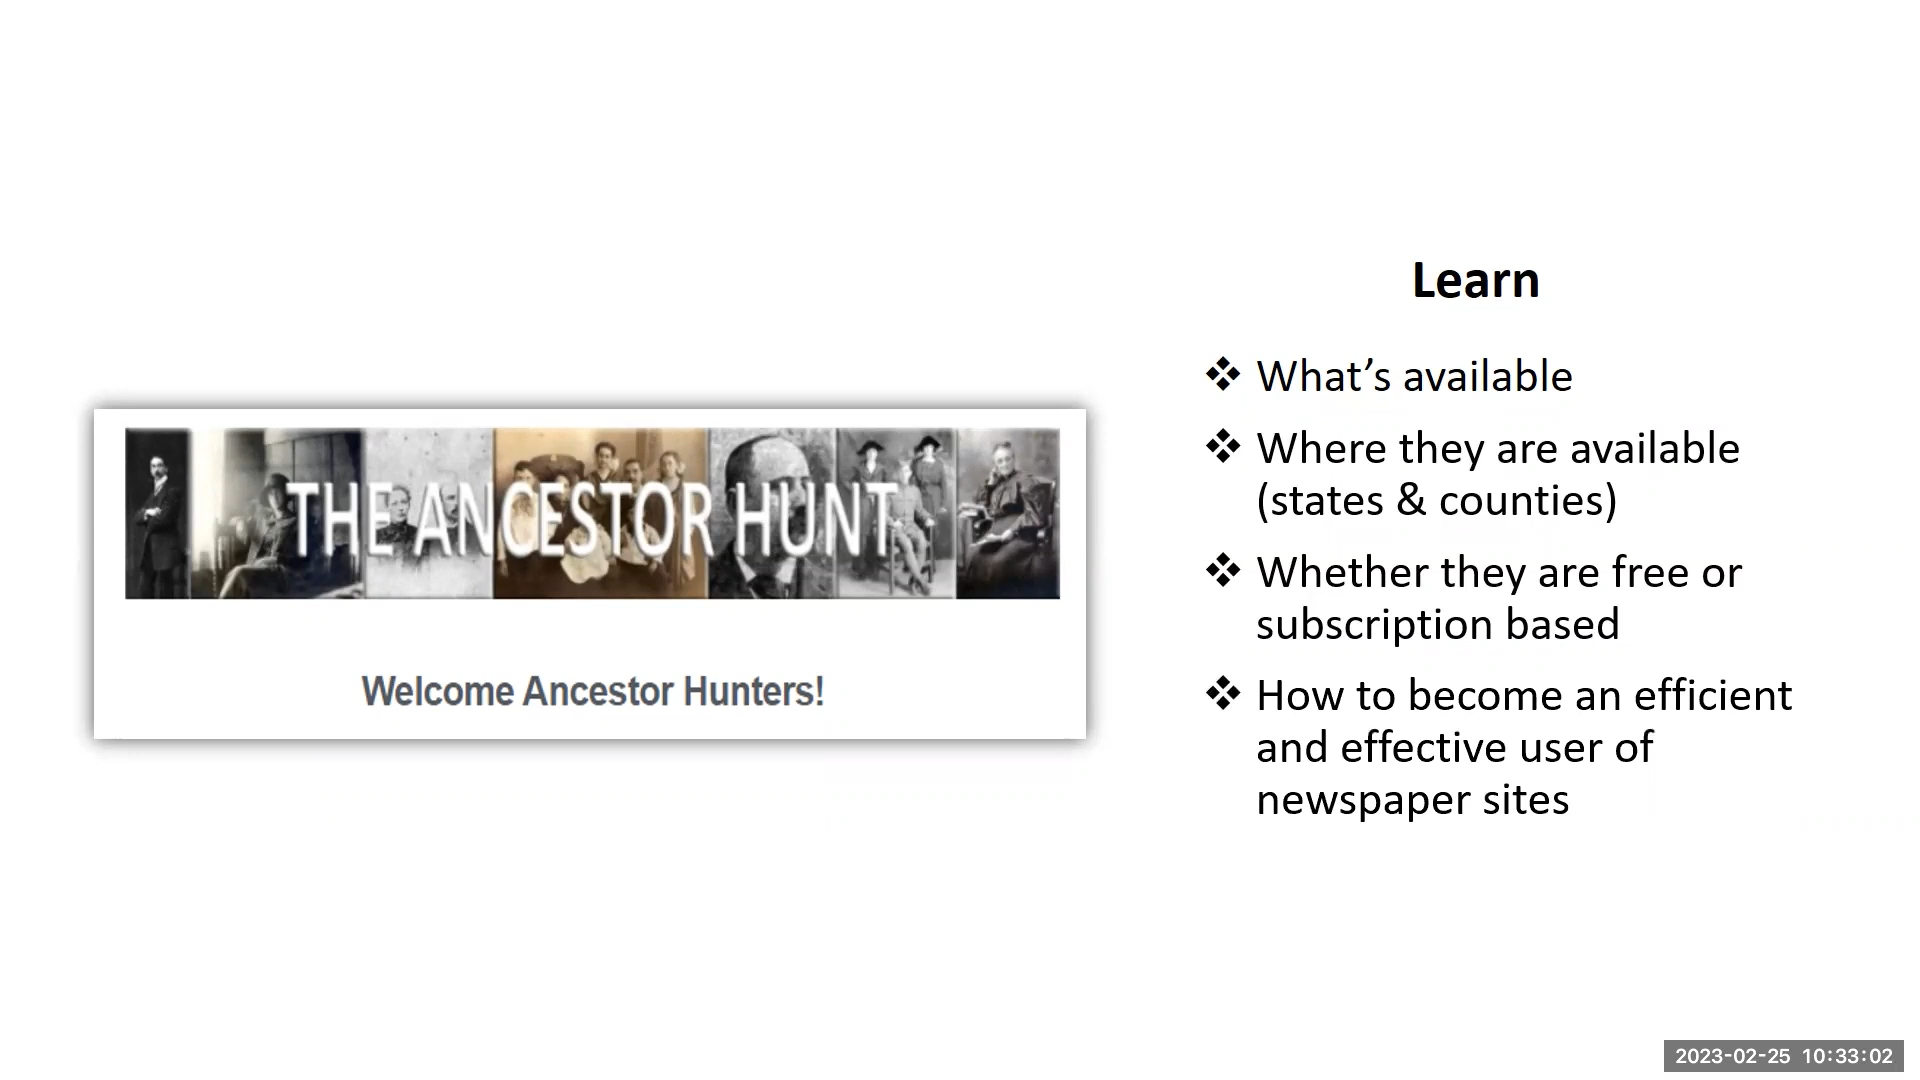 THE ANCESTOR HUNT
Welcome Ancestor Hunters!
Learn
❖ What’s available
❖ Where they are available
(states & counties)
❖ Whether they are free or
subscription based
❖ How to become an efficient
and effective user of
newspaper sites
2023-02-25 10:33:02